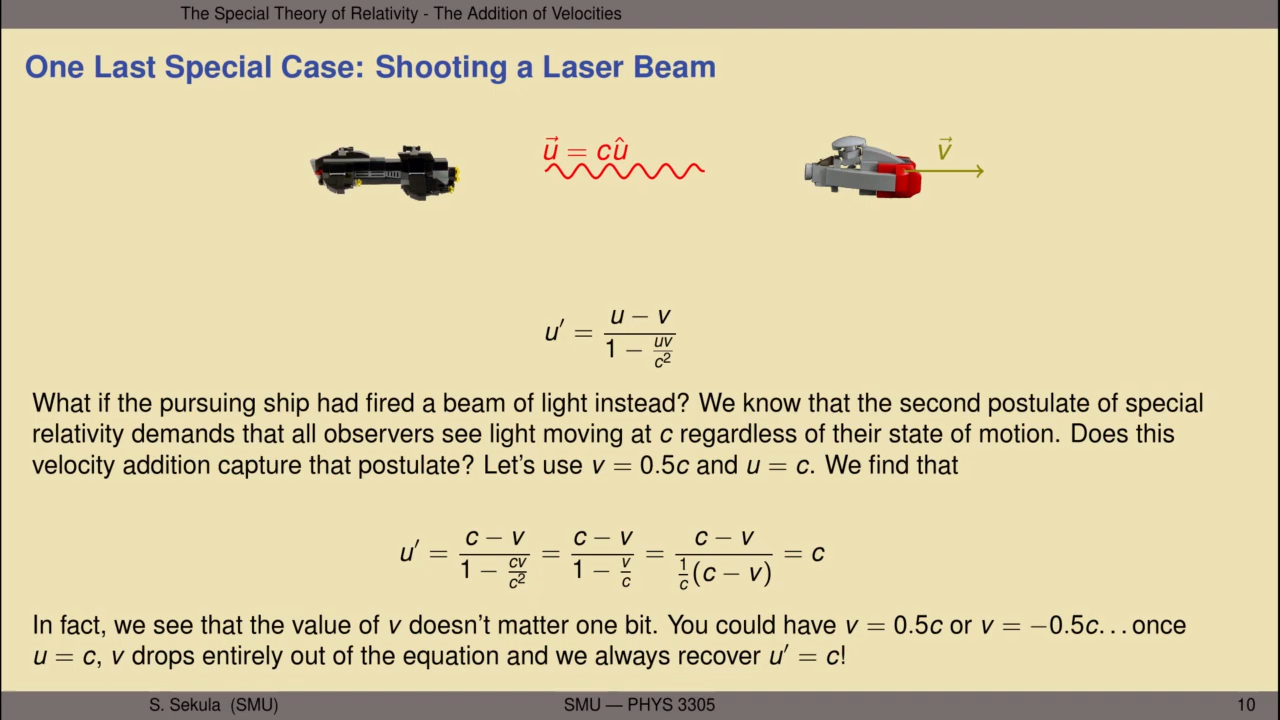 The Special Theory of Relativity - The Addition of Velocities
One Last Special Case: Shooting a Laser Beam
u⃗ = cû
v⃗
u′ = (u − v) / (1 − uv/c²)
What if the pursuing ship had fired a beam of light instead? We know that the second postulate of special
relativity demands that all observers see light moving at c regardless of their state of motion. Does this
velocity addition capture that postulate? Let's use v = 0.5c and u = c. We find that
u′ = (c − v) / (1 − cv/c²) = (c − v) / (1 − v/c) = (c − v) / (1/c (c − v)) = c
In fact, we see that the value of v doesn't matter one bit. You could have v = 0.5c or v = −0.5c. . . once
u = c, v drops entirely out of the equation and we always recover u′ = c!
S. Sekula (SMU) SMU — PHYS 3305 10